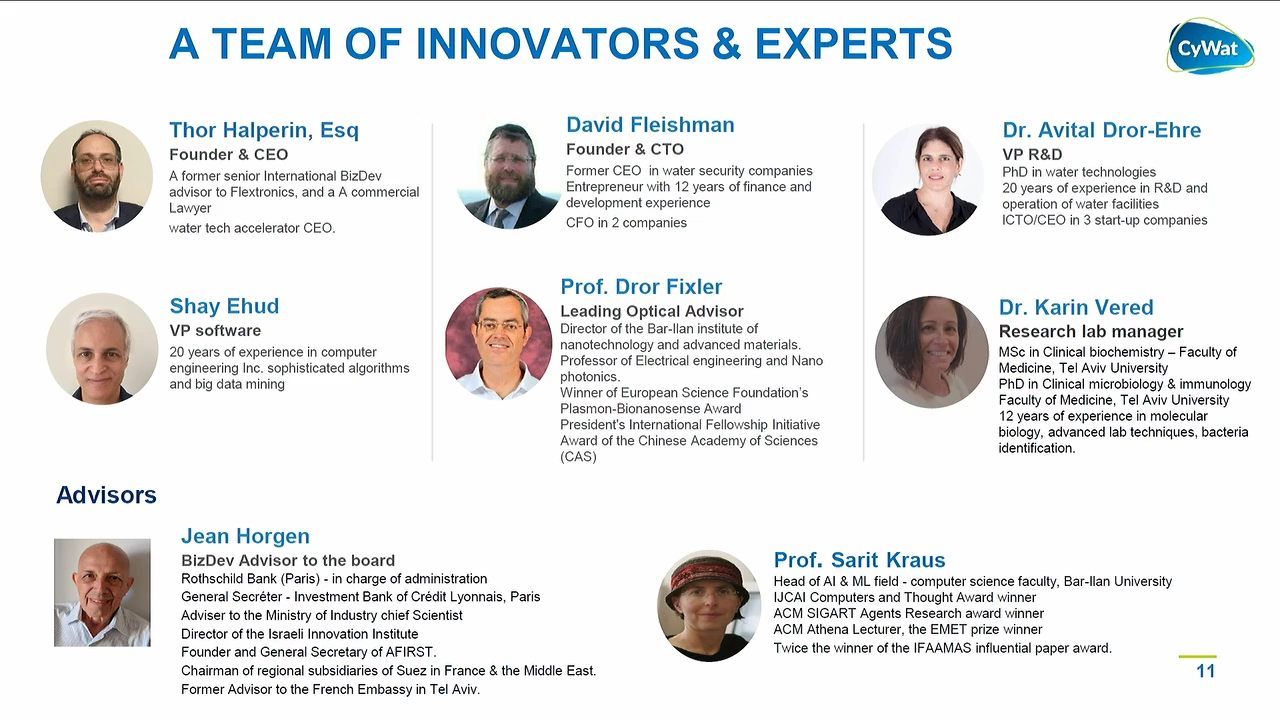 A TEAM OF INNOVATORS & EXPERTS
CyWat
Thor Halperin, Esq
Founder & CEO
A former senior International BizDev
advisor to Flextronics, and a A commercial
Lawyer
water tech accelerator CEO.
David Fleishman
Founder & CTO
Former CEO in water security companies
Entrepreneur with 12 years of finance and
development experience
CFO in 2 companies
Dr. Avital Dror-Ehre
VP R&D
PhD in water technologies
20 years of experience in R&D and
operation of water facilities
ICTO/CEO in 3 start-up companies
Shay Ehud
VP software
20 years of experience in computer
engineering Inc. sophisticated algorithms
and big data mining
Prof. Dror Fixler
Leading Optical Advisor
Director of the Bar-Ilan institute of
nanotechnology and advanced materials.
Professor of Electrical engineering and Nano
photonics.
Winner of European Science Foundation's
Plasmon-Bionanosense Award
President's International Fellowship Initiative
Award of the Chinese Academy of Sciences
(CAS)
Dr. Karin Vered
Research lab manager
MSc in Clinical biochemistry – Faculty of
Medicine, Tel Aviv University
PhD in Clinical microbiology & immunology
Faculty of Medicine, Tel Aviv University
12 years of experience in molecular
biology, advanced lab techniques, bacteria
identification.
Advisors
Jean Horgen
BizDev Advisor to the board
Rothschild Bank (Paris) - in charge of administration
General Secréter - Investment Bank of Crédit Lyonnais, Paris
Adviser to the Ministry of Industry chief Scientist
Director of the Israeli Innovation Institute
Founder and General Secretary of AFIRST.
Chairman of regional subsidiaries of Suez in France & the Middle East.
Former Advisor to the French Embassy in Tel Aviv.
Prof. Sarit Kraus
Head of AI & ML field - computer science faculty, Bar-Ilan University
IJCAI Computers and Thought Award winner
ACM SIGART Agents Research award winner
ACM Athena Lecturer, the EMET prize winner
Twice the winner of the IFAAMAS influential paper award.
11